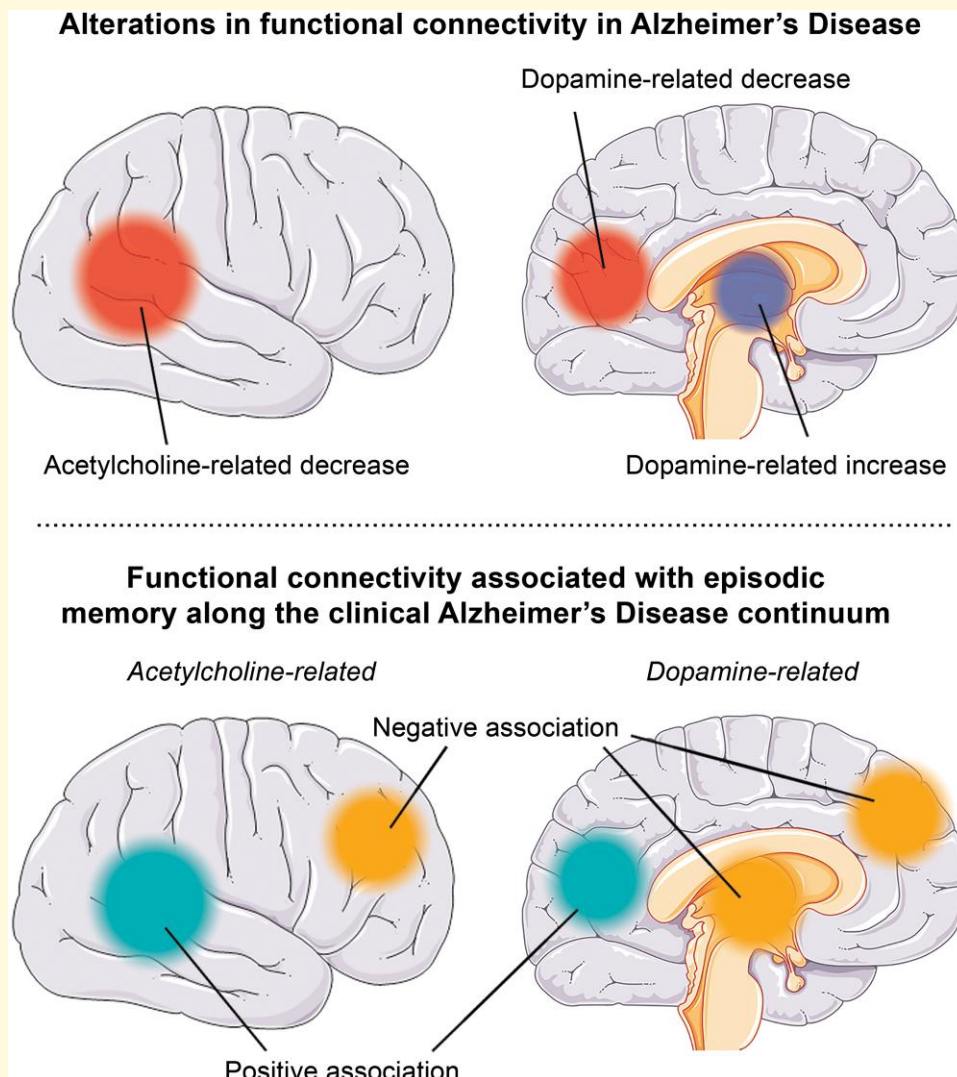 Alterations in functional connectivity in Alzheimer's Disease
Dopamine-related decrease
Acetylcholine-related decrease
Dopamine-related increase
Functional connectivity associated with episodic
memory along the clinical Alzheimer's Disease continuum
Acetylcholine-related
Dopamine-related
Negative association
Positive association